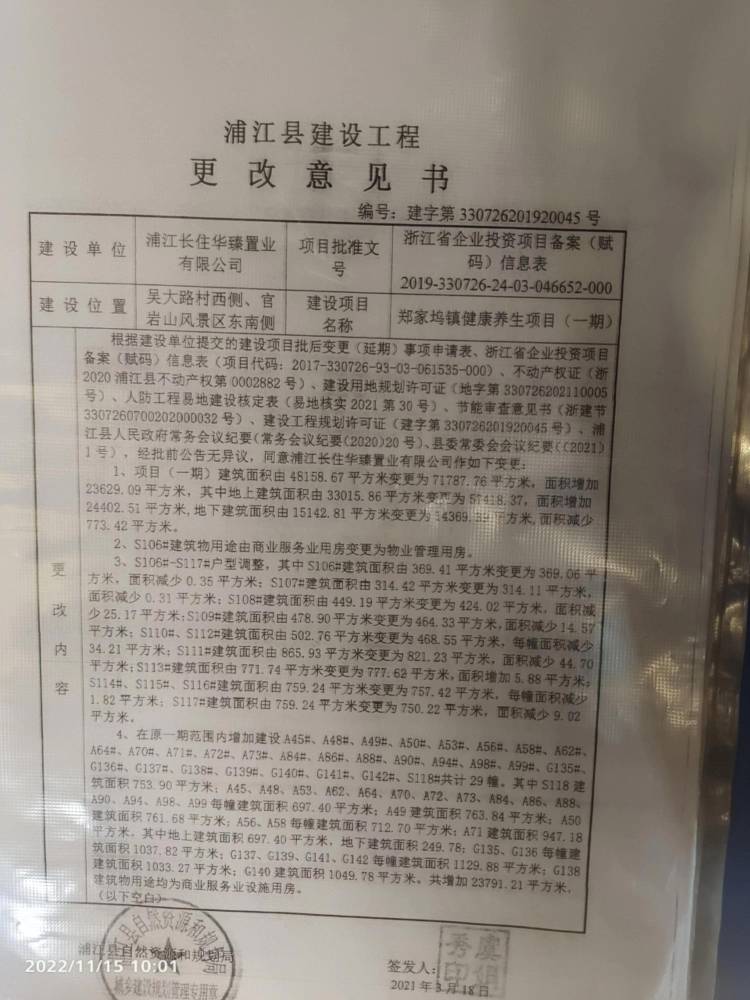 浦江县建设工程
更改意见书
编号：建字第 330726201920045 号
建设单位
浦江长住华臻置业
有限公司
项目批准文
号
浙江省企业投资项目备案（赋
码）信息表
2019-330726-24-03-046652-000
建设位置
吴大路村西侧、官
岩山风景区东南侧
建设项目
名称
郑家坞镇健康养生项目（一期）
更改内容
根据建设单位提交的建设项目批后变更（延期）事项申请表、浙江省企业投资项目
备案（赋码）信息表（项目代码：2017-330726-93-03-061535-000）、不动产权证（浙
2020 浦江县不动产权第 0002882 号）、建设用地规划许可证（地字第 330726202110005
号）、人防工程易地建设核定表（易地核实 2021 第 30 号）、节能审查意见书（浙建节
3307260700202000032 号）、建设工程规划许可证（建字第 330726201920045 号）、浦
江县人民政府常务会议纪要（常务会议纪要(2020)20 号）、县委常委会会议纪要（(2021)
1 号），经批前公告无异议，同意浦江长住华臻置业有限公司作如下变更：
1、项目（一期）建筑面积由 48158.67 平方米变更为 71787.76 平方米，面积增加
23629.09 平方米，其中地上建筑面积由 33015.86 平方米变更为 57418.37，面积增加
24402.51 平方米，地下建筑面积由 15142.81 平方米变更为 14369.39 平方米，面积减少
773.42 平方米。
2、S106#建筑物用途由商业服务业用房变更为物业管理用房。
3、S106#-S117#户型调整，其中 S106#建筑面积由 369.41 平方米变更为 369.06 平
方米，面积减少 0.35 平方米；S107#建筑面积由 314.42 平方米变更为 314.11 平方米，
面积减少 0.31 平方米；S108#建筑面积由 449.19 平方米变更为 424.02 平方米，面积减
少 25.17 平方米；S109#建筑面积由 478.90 平方米变更为 464.33 平方米，面积减少 14.57
平方米；S110#、S112#建筑面积由 502.76 平方米变更为 468.55 平方米，每幢面积减少
34.21 平方米；S111#建筑面积由 865.93 平方米变更为 821.23 平方米，面积减少 44.70
平方米；S113#建筑面积由 771.74 平方米变更为 777.62 平方米，面积增加 5.88 平方米；
S114#、S115#、S116#建筑面积由 759.24 平方米变更为 757.42 平方米，每幢面积减少
1.82 平方米；S117#建筑面积由 759.24 平方米变更为 750.22 平方米，面积减少 9.02
平方米。
4、在原一期范围内增加建设 A45#、A48#、A49#、A50#、A53#、A56#、A58#、A62#、
A64#、A70#、A71#、A72#、A73#、A84#、A86#、A88#、A90#、A94#、A98#、A99#、G135#、
G136#、G137#、G138#、G139#、G140#、G141#、G142#、S118#共计 29 幢。其中 S118 建
筑面积 753.90 平方米；A45、A48、A53、A62、A64、A70、A72、A73、A84、A86、A88、
A90、A94、A98、A99 每幢建筑面积 697.40 平方米；A49 建筑面积 763.84 平方米；A50
建筑面积 761.68 平方米；A56、A58 每幢建筑面积 712.70 平方米；A71 建筑面积 947.18
平方米，其中地上建筑面积 697.40 平方米，地下建筑面积 249.78；G135、G136 每幢建
筑面积 1037.82 平方米；G137、G139、G141、G142 每幢建筑面积 1129.88 平方米；G138
建筑面积 1033.27 平方米；G140 建筑面积 1049.78 平方米。共增加 23791.21 平方米，
建筑物用途均为商业服务业设施用房。
（以下空白）
浦江县自然资源和规划局
城乡建设规划管理专用章
签发人：
2021 年 3 月 18 日
2022/11/15 10:01